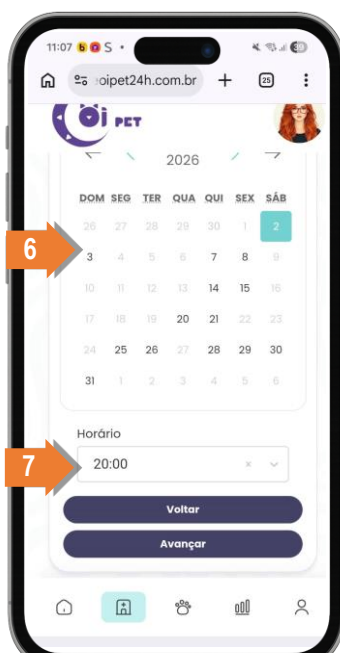 11:07 b S •
oipet24h.com.br + 25
Oi PET
2026
DOM SEG TER QUA QUI SEX SÁB
26 27 28 29 30 1 2
6
3 4 5 6 7 8 9
10 11 12 13 14 15 16
17 18 19 20 21 22 23
24 25 26 27 28 29 30
31 1 2 3 4 5 6
Horário
7
20:00
Voltar
Avançar